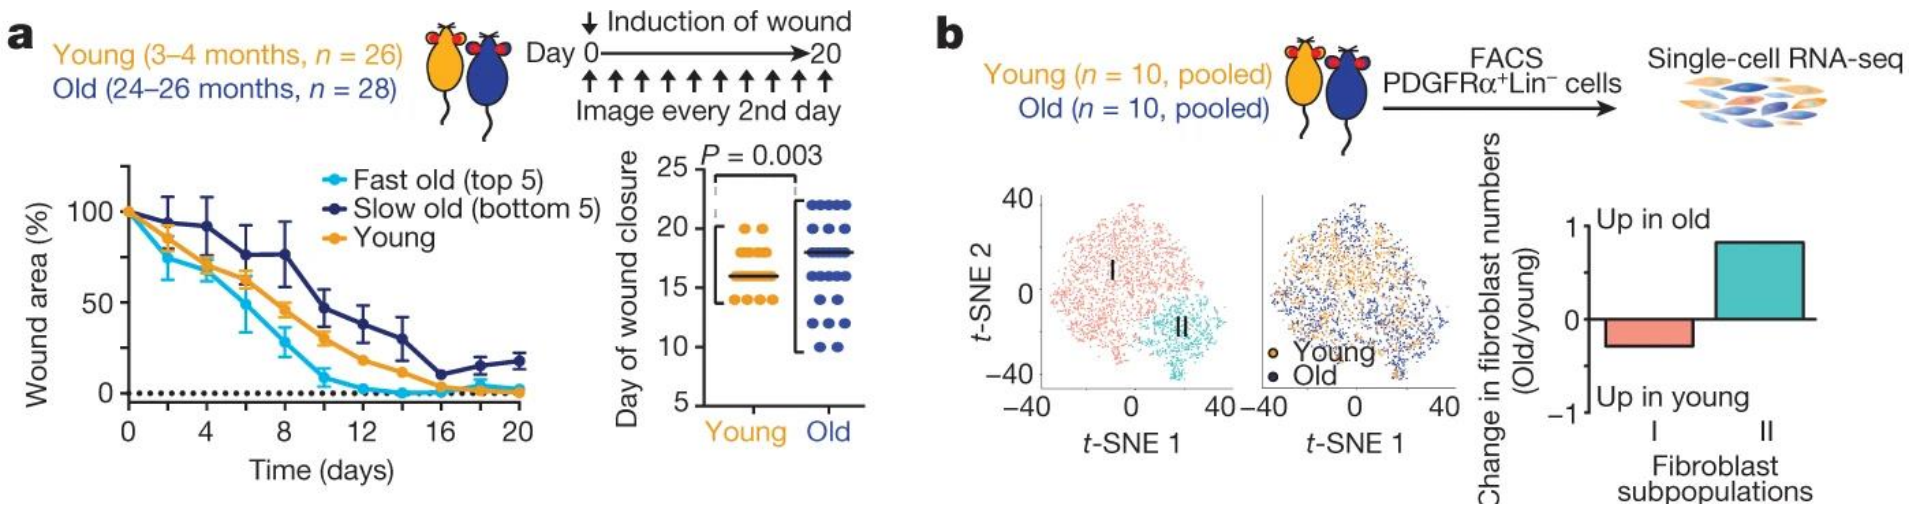 a
Young (3–4 months, n = 26)
Old (24–26 months, n = 28)
Induction of wound
Day 0 20
Image every 2nd day
Wound area (%)
100
50
0
Fast old (top 5)
Slow old (bottom 5)
Young
0 4 8 12 16 20
Time (days)
Day of wound closure
P = 0.003
25
20
15
10
5
Young Old
b
Young (n = 10, pooled)
Old (n = 10, pooled)
FACS
PDGFRα⁺Lin⁻ cells
Single-cell RNA-seq
t-SNE 2
40
0
−40
I
II
−40 0 40
t-SNE 1
Young
Old
−40 0 40
t-SNE 1
Change in fibroblast numbers
(Old/young)
1
0
−1
Up in old
Up in young
I II
Fibroblast
subpopulations